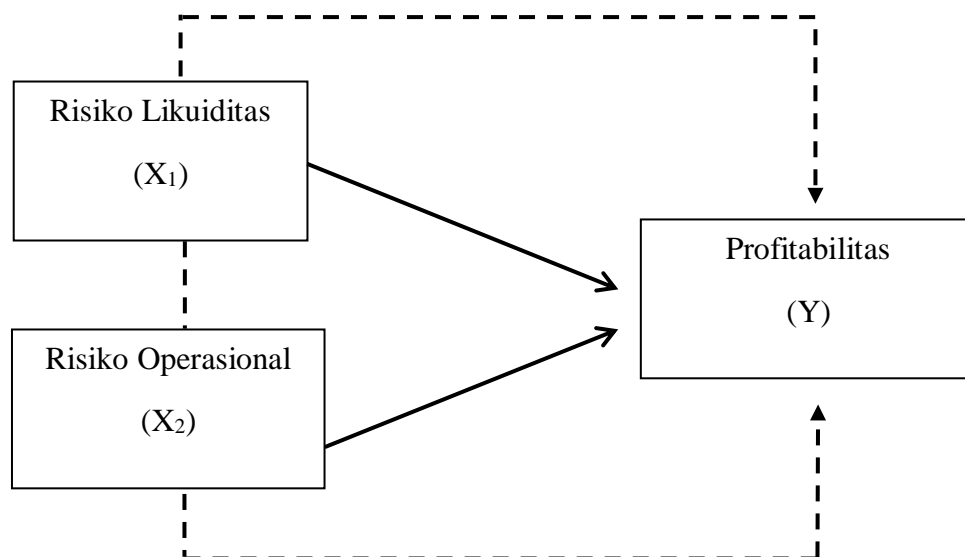 Risiko Likuiditas
(X₁)
Profitabilitas
(Y)
Risiko Operasional
(X₂)